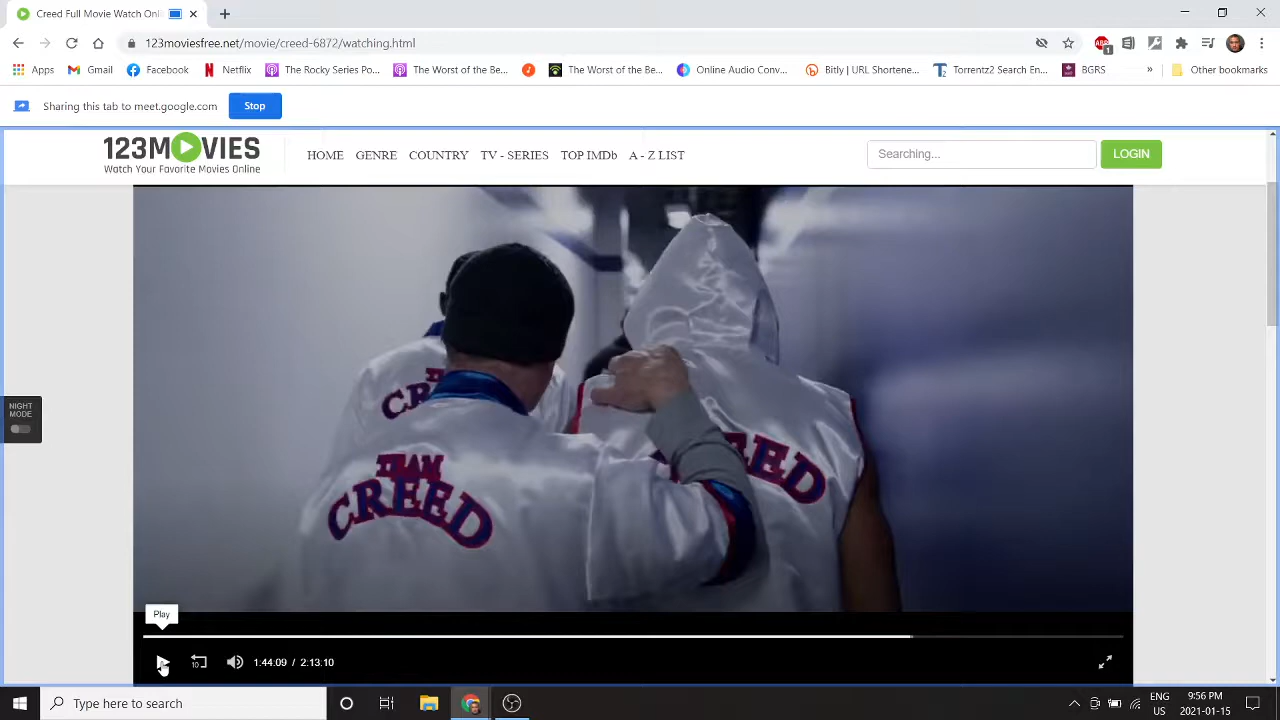 Creed Full Movie Watch Onl
123moviesfree.net/movie/creed-6872/watching.html
Apps Gmail Facebook Netflix The Rocky Series Po... The Worst of the Be... The Worst of the Be... Online Audio Conv... Bitly | URL Shortene... Torrentz2 Search En... BGRS » Other bookmarks
Sharing this tab to meet.google.com Stop
123MOVIES
Watch Your Favorite Movies Online
HOME GENRE COUNTRY TV - SERIES TOP IMDb A - Z LIST Searching... LOGIN
NIGHT
MODE
TEAM
CREED
Play
10 1:44:09 / 2:13:10
Type here to search
ENG
US
9:56 PM
2021-01-15